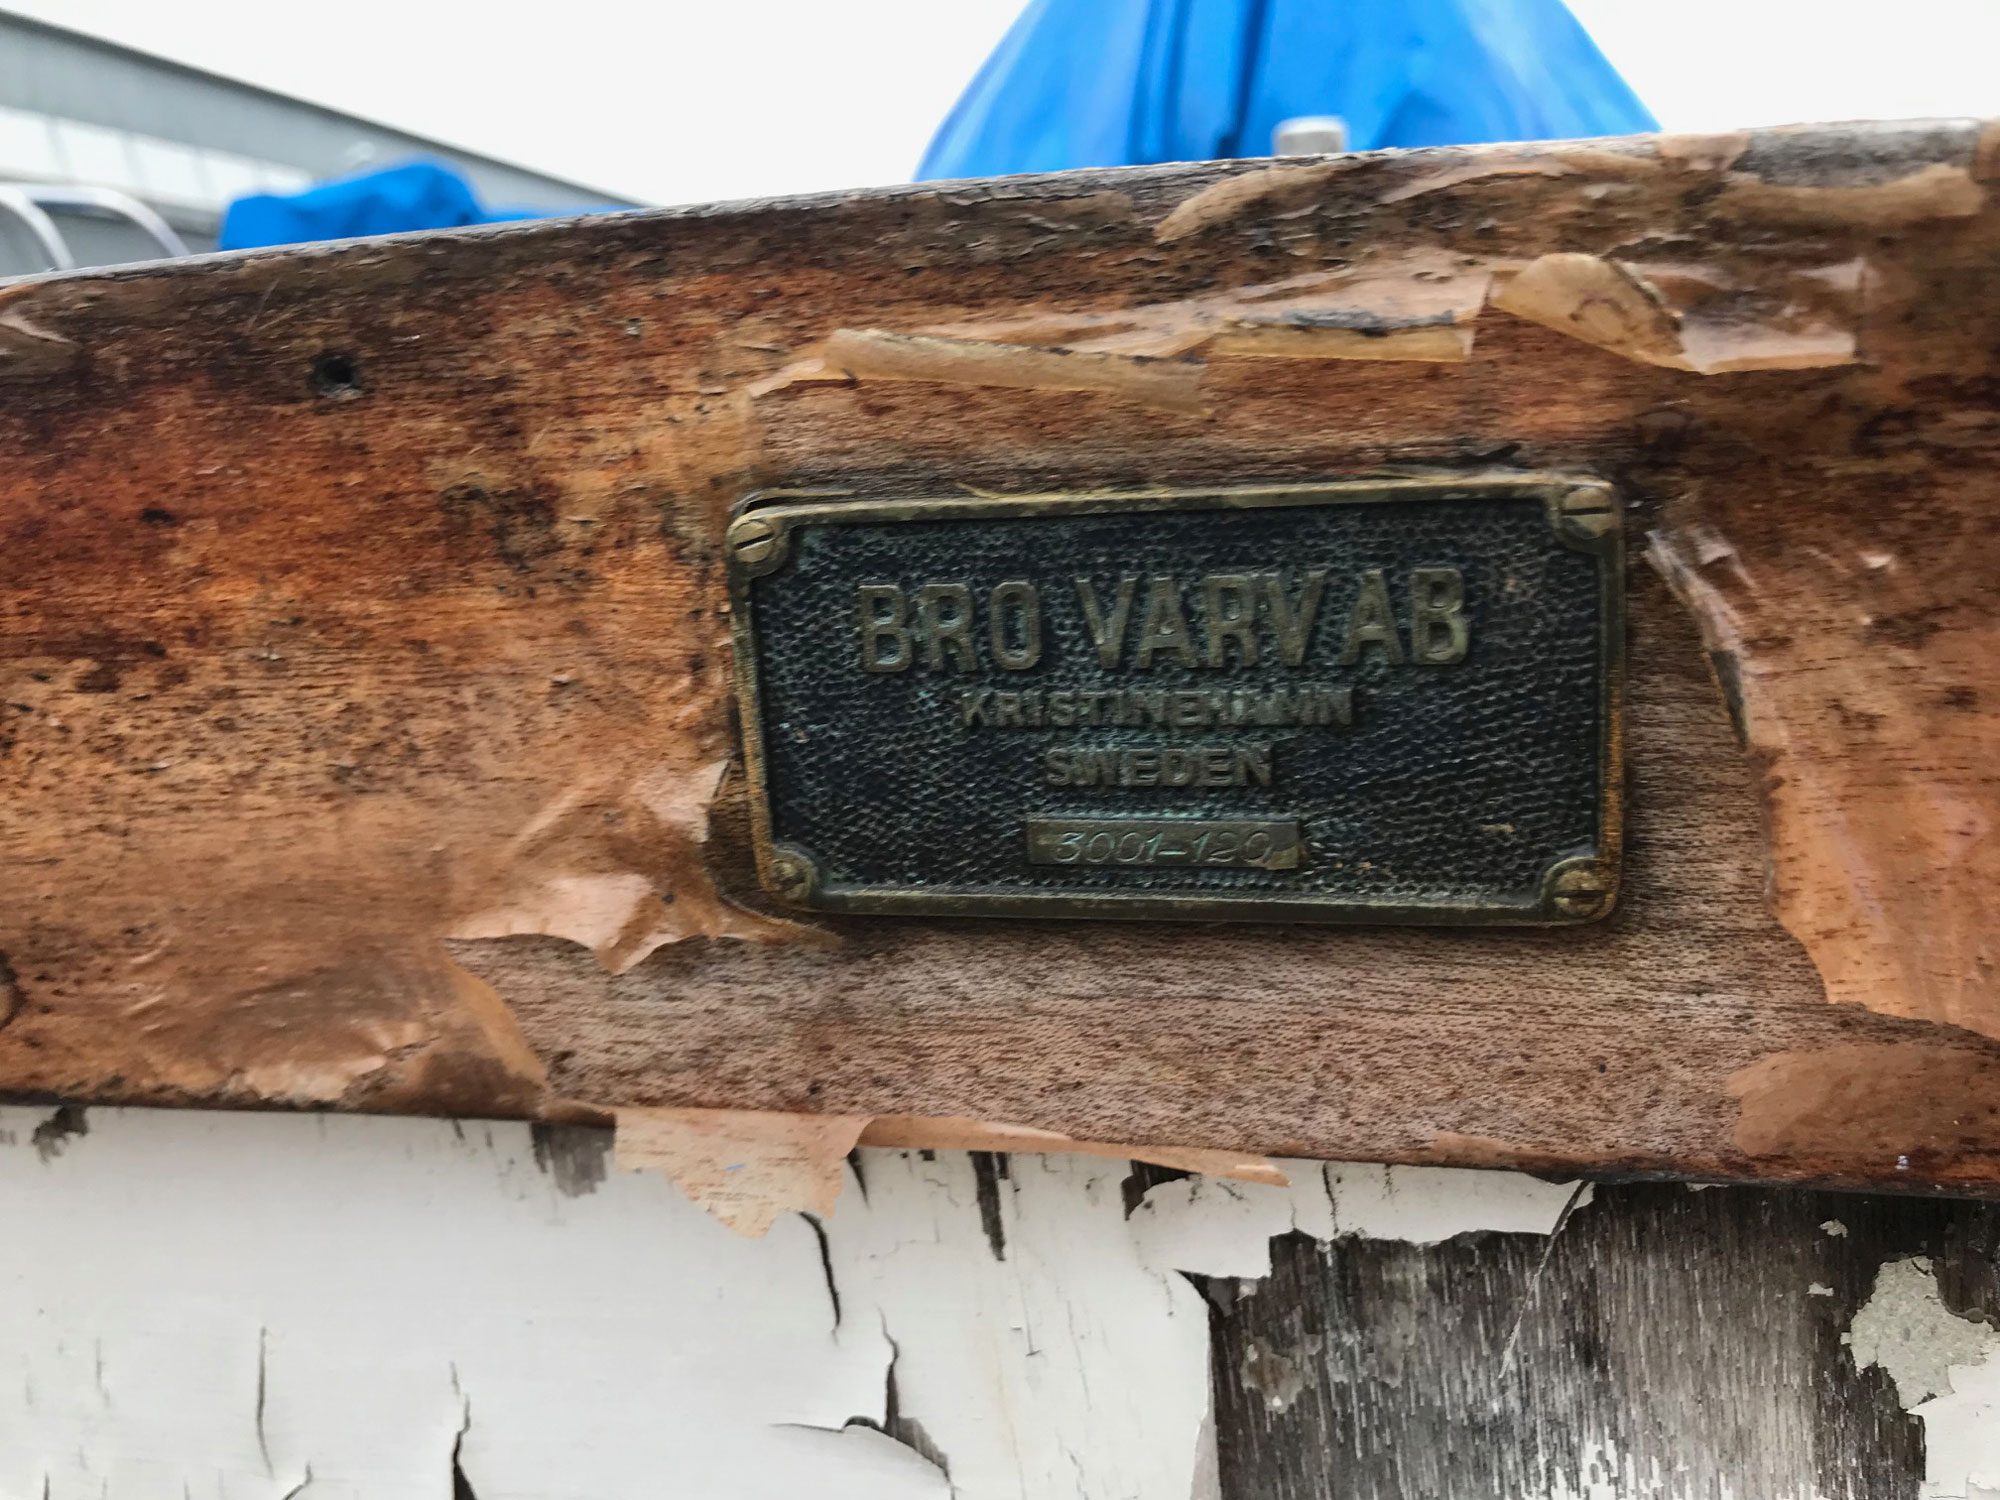 BRO VARV AB
KRISTINEHAMN
SWEDEN
3001-120